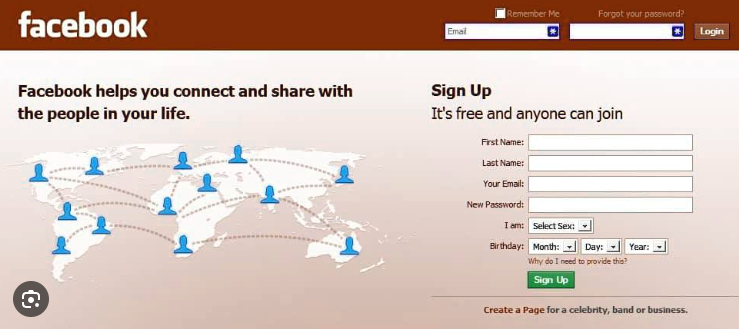 facebook
Remember Me
Forgot your password?
Email
Login
Facebook helps you connect and share with
the people in your life.
Sign Up
It's free and anyone can join
First Name:
Last Name:
Your Email:
New Password:
I am: Select Sex:
Birthday: Month: Day: Year:
Why do I need to provide this?
Sign Up
Create a Page for a celebrity, band or business.